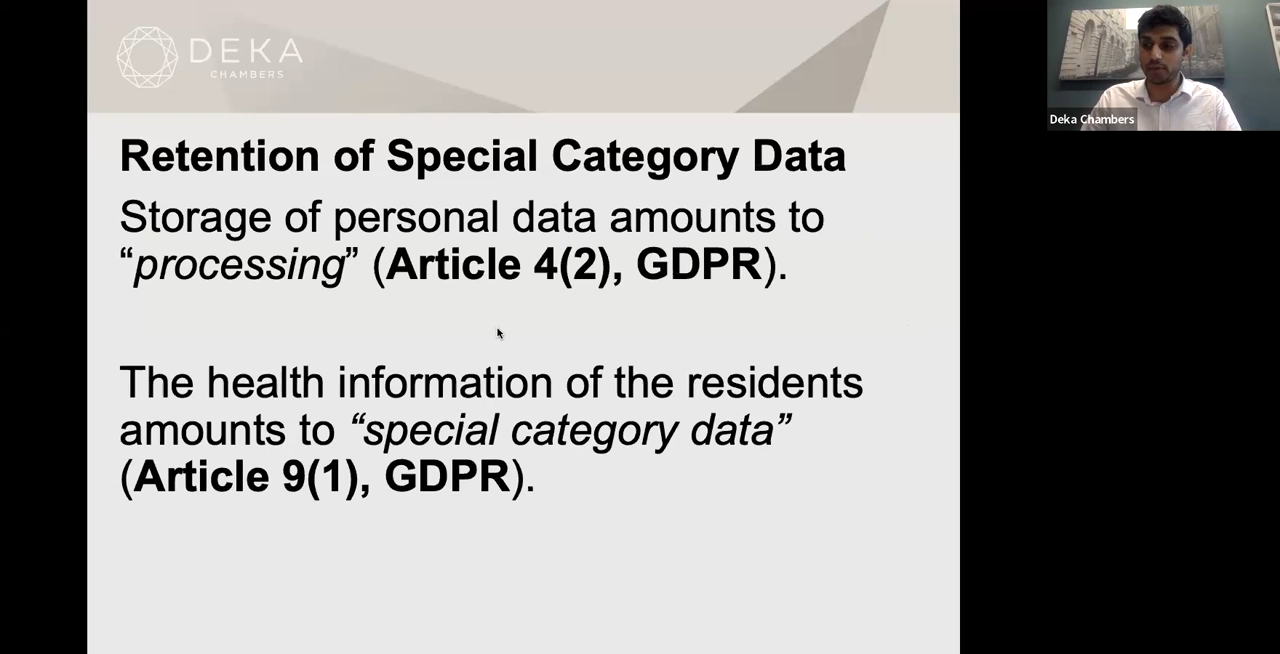 DEKA
CHAMBERS
Retention of Special Category Data
Storage of personal data amounts to
“processing” (Article 4(2), GDPR).
The health information of the residents
amounts to “special category data”
(Article 9(1), GDPR).
Deka Chambers